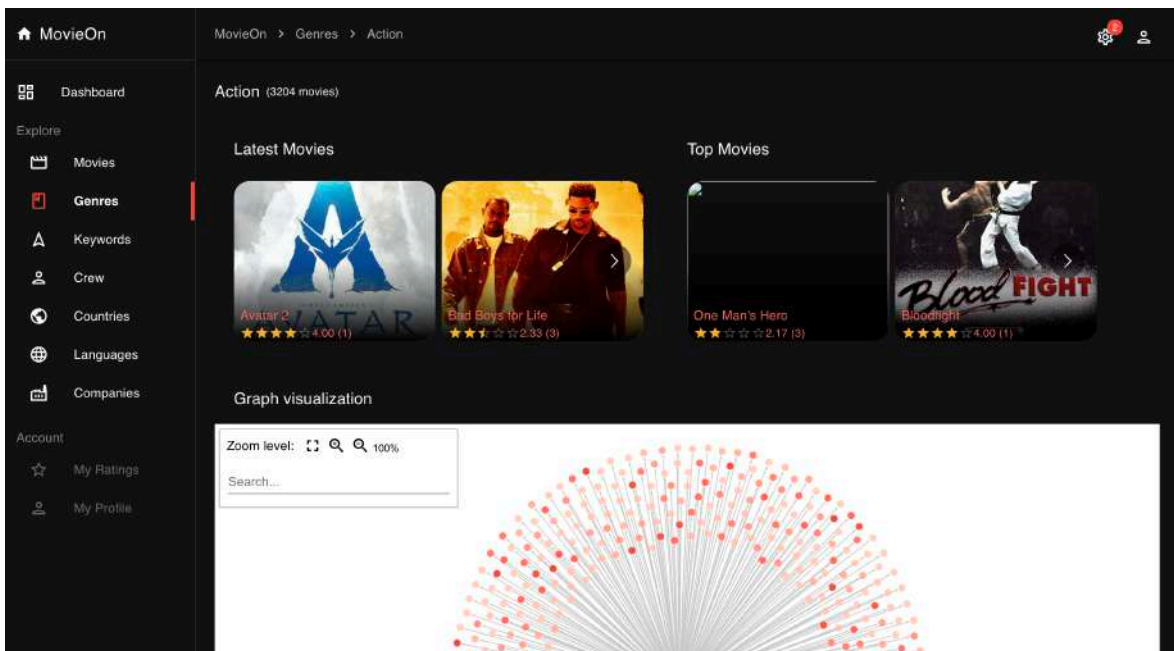 MovieOn
MovieOn > Genres > Action
2
Dashboard
Action (3204 movies)
Explore
Movies
Genres
Keywords
Crew
Countries
Languages
Companies
Account
My Ratings
My Profile
Latest Movies
Top Movies
AVATAR
Avatar 2
4.00 (1)
Bad Boys for Life
2.33 (3)
One Man's Hero
2.17 (3)
Blood FIGHT
Bloodfight
4.00 (1)
Graph visualization
Zoom level: 100%
Search...